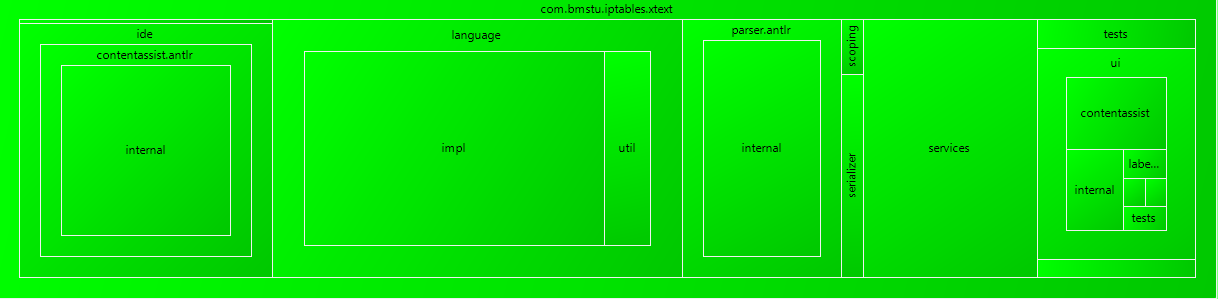 com.bmstu.iptables.xtext
ide
contentassist.antlr
internal
language
impl
util
parser.antlr
internal
scoping
serializer
services
tests
ui
contentassist
internal
labe...
tests